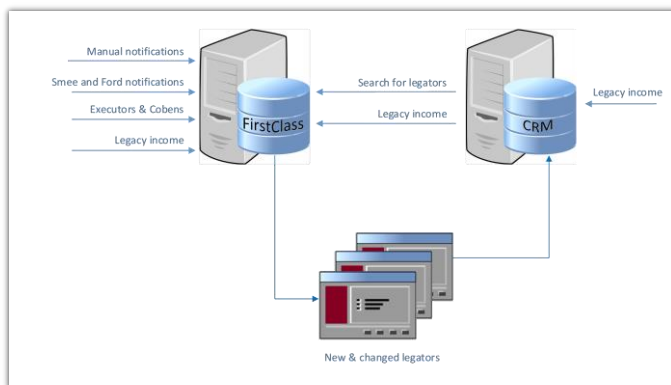 Manual notifications
Smee and Ford notifications
Executors & Cobens
Legacy income
FirstClass
Search for legators
Legacy income
CRM
Legacy income
New & changed legators